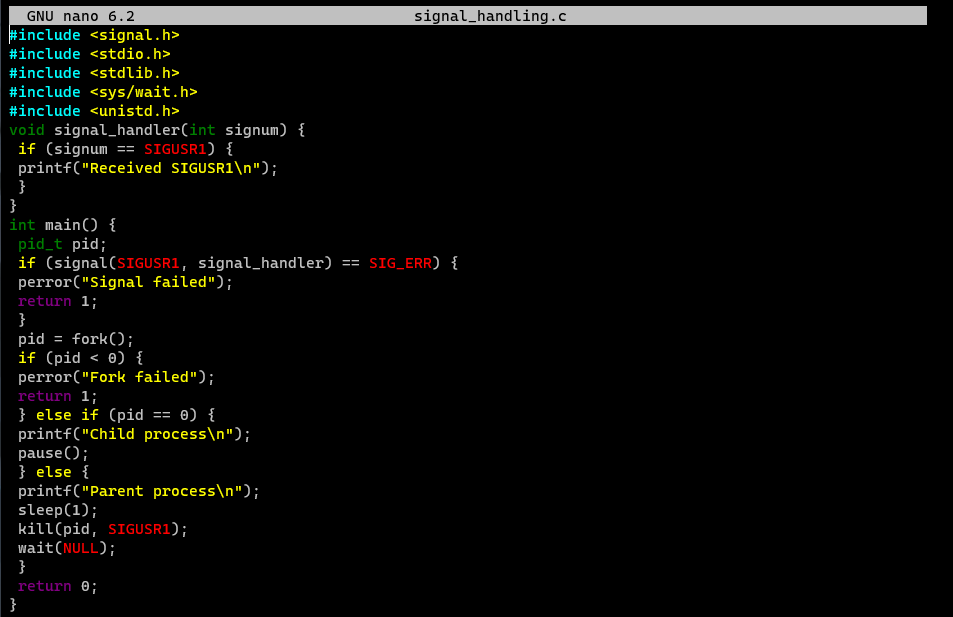 GNU nano 6.2 signal_handling.c
#include <signal.h>
#include <stdio.h>
#include <stdlib.h>
#include <sys/wait.h>
#include <unistd.h>
void signal_handler(int signum) {
 if (signum == SIGUSR1) {
 printf("Received SIGUSR1\n");
 }
}
int main() {
 pid_t pid;
 if (signal(SIGUSR1, signal_handler) == SIG_ERR) {
 perror("Signal failed");
 return 1;
 }
 pid = fork();
 if (pid < 0) {
 perror("Fork failed");
 return 1;
 } else if (pid == 0) {
 printf("Child process\n");
 pause();
 } else {
 printf("Parent process\n");
 sleep(1);
 kill(pid, SIGUSR1);
 wait(NULL);
 }
 return 0;
}